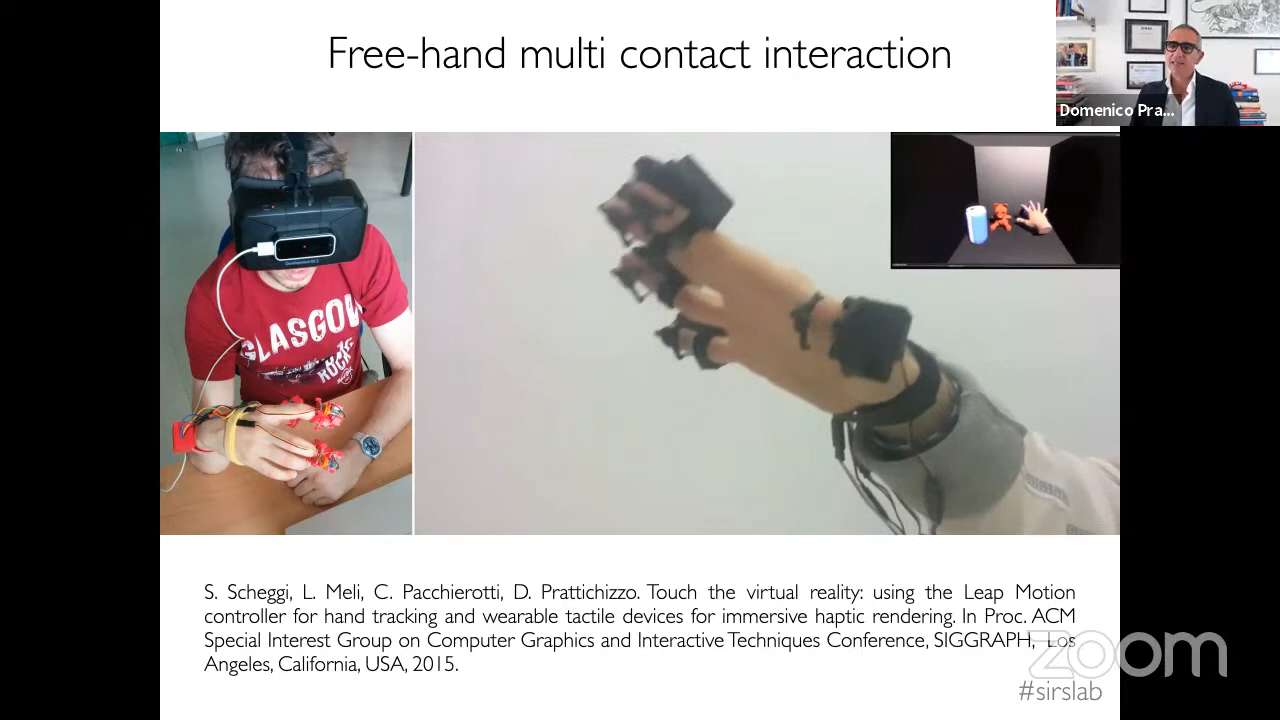 Free-hand multi contact interaction
Domenico Pra...
GLASGOW
ROCKS
S. Scheggi, L. Meli, C. Pacchierotti, D. Prattichizzo. Touch the virtual reality: using the Leap Motion
controller for hand tracking and wearable tactile devices for immersive haptic rendering. In Proc. ACM
Special Interest Group on Computer Graphics and Interactive Techniques Conference, SIGGRAPH, Los
Angeles, California, USA, 2015.
zoom
#sirslab